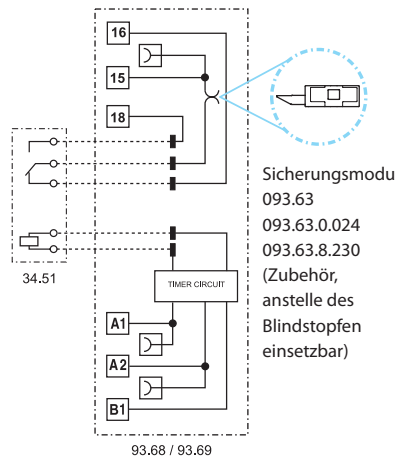 16
15
18
34.51
TIMER CIRCUIT
A1
A2
B1
93.68 / 93.69
Sicherungsmodu
093.63
093.63.0.024
093.63.8.230
(Zubehör,
anstelle des
Blindstopfen
einsetzbar)